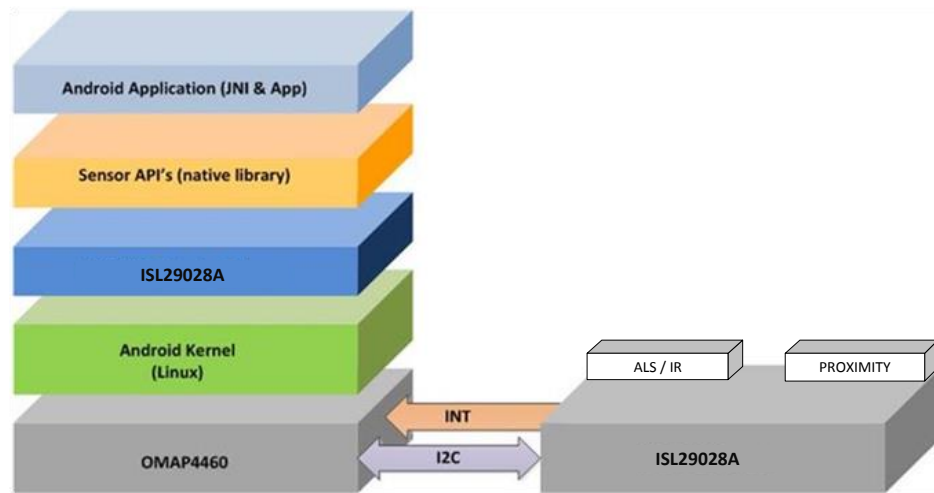 Android Application (JNI & App)
Sensor API's (native library)
ISL29028A
Android Kernel
(Linux)
ALS / IR
PROXIMITY
INT
I2C
OMAP4460
ISL29028A